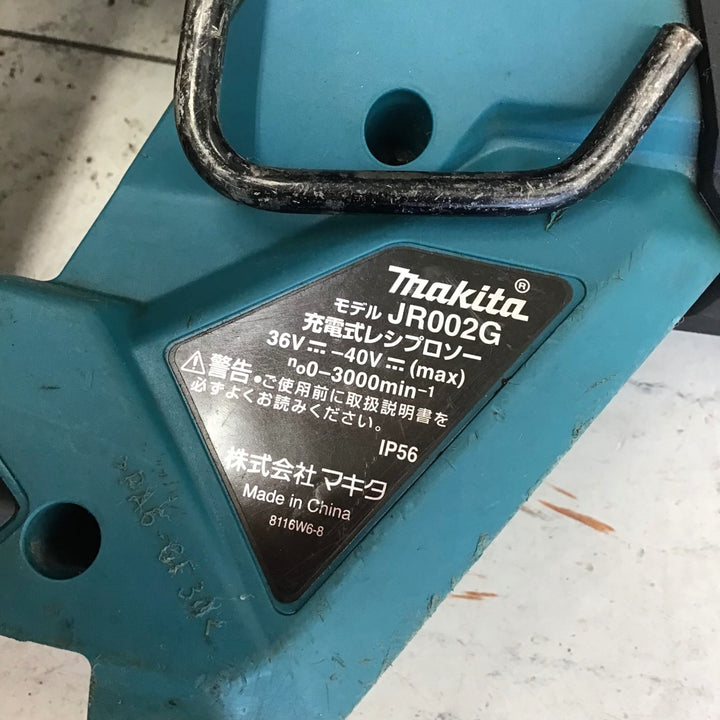 makita®
モデル JR002G
充電式レシプロソー
36V⎓-40V⎓(max)
n₀0-3000min⁻¹
⚠警告 •ご使用前に取扱説明書を
必ずよくお読みください。
IP56
株式会社 マキタ
Made in China
8116W6-8